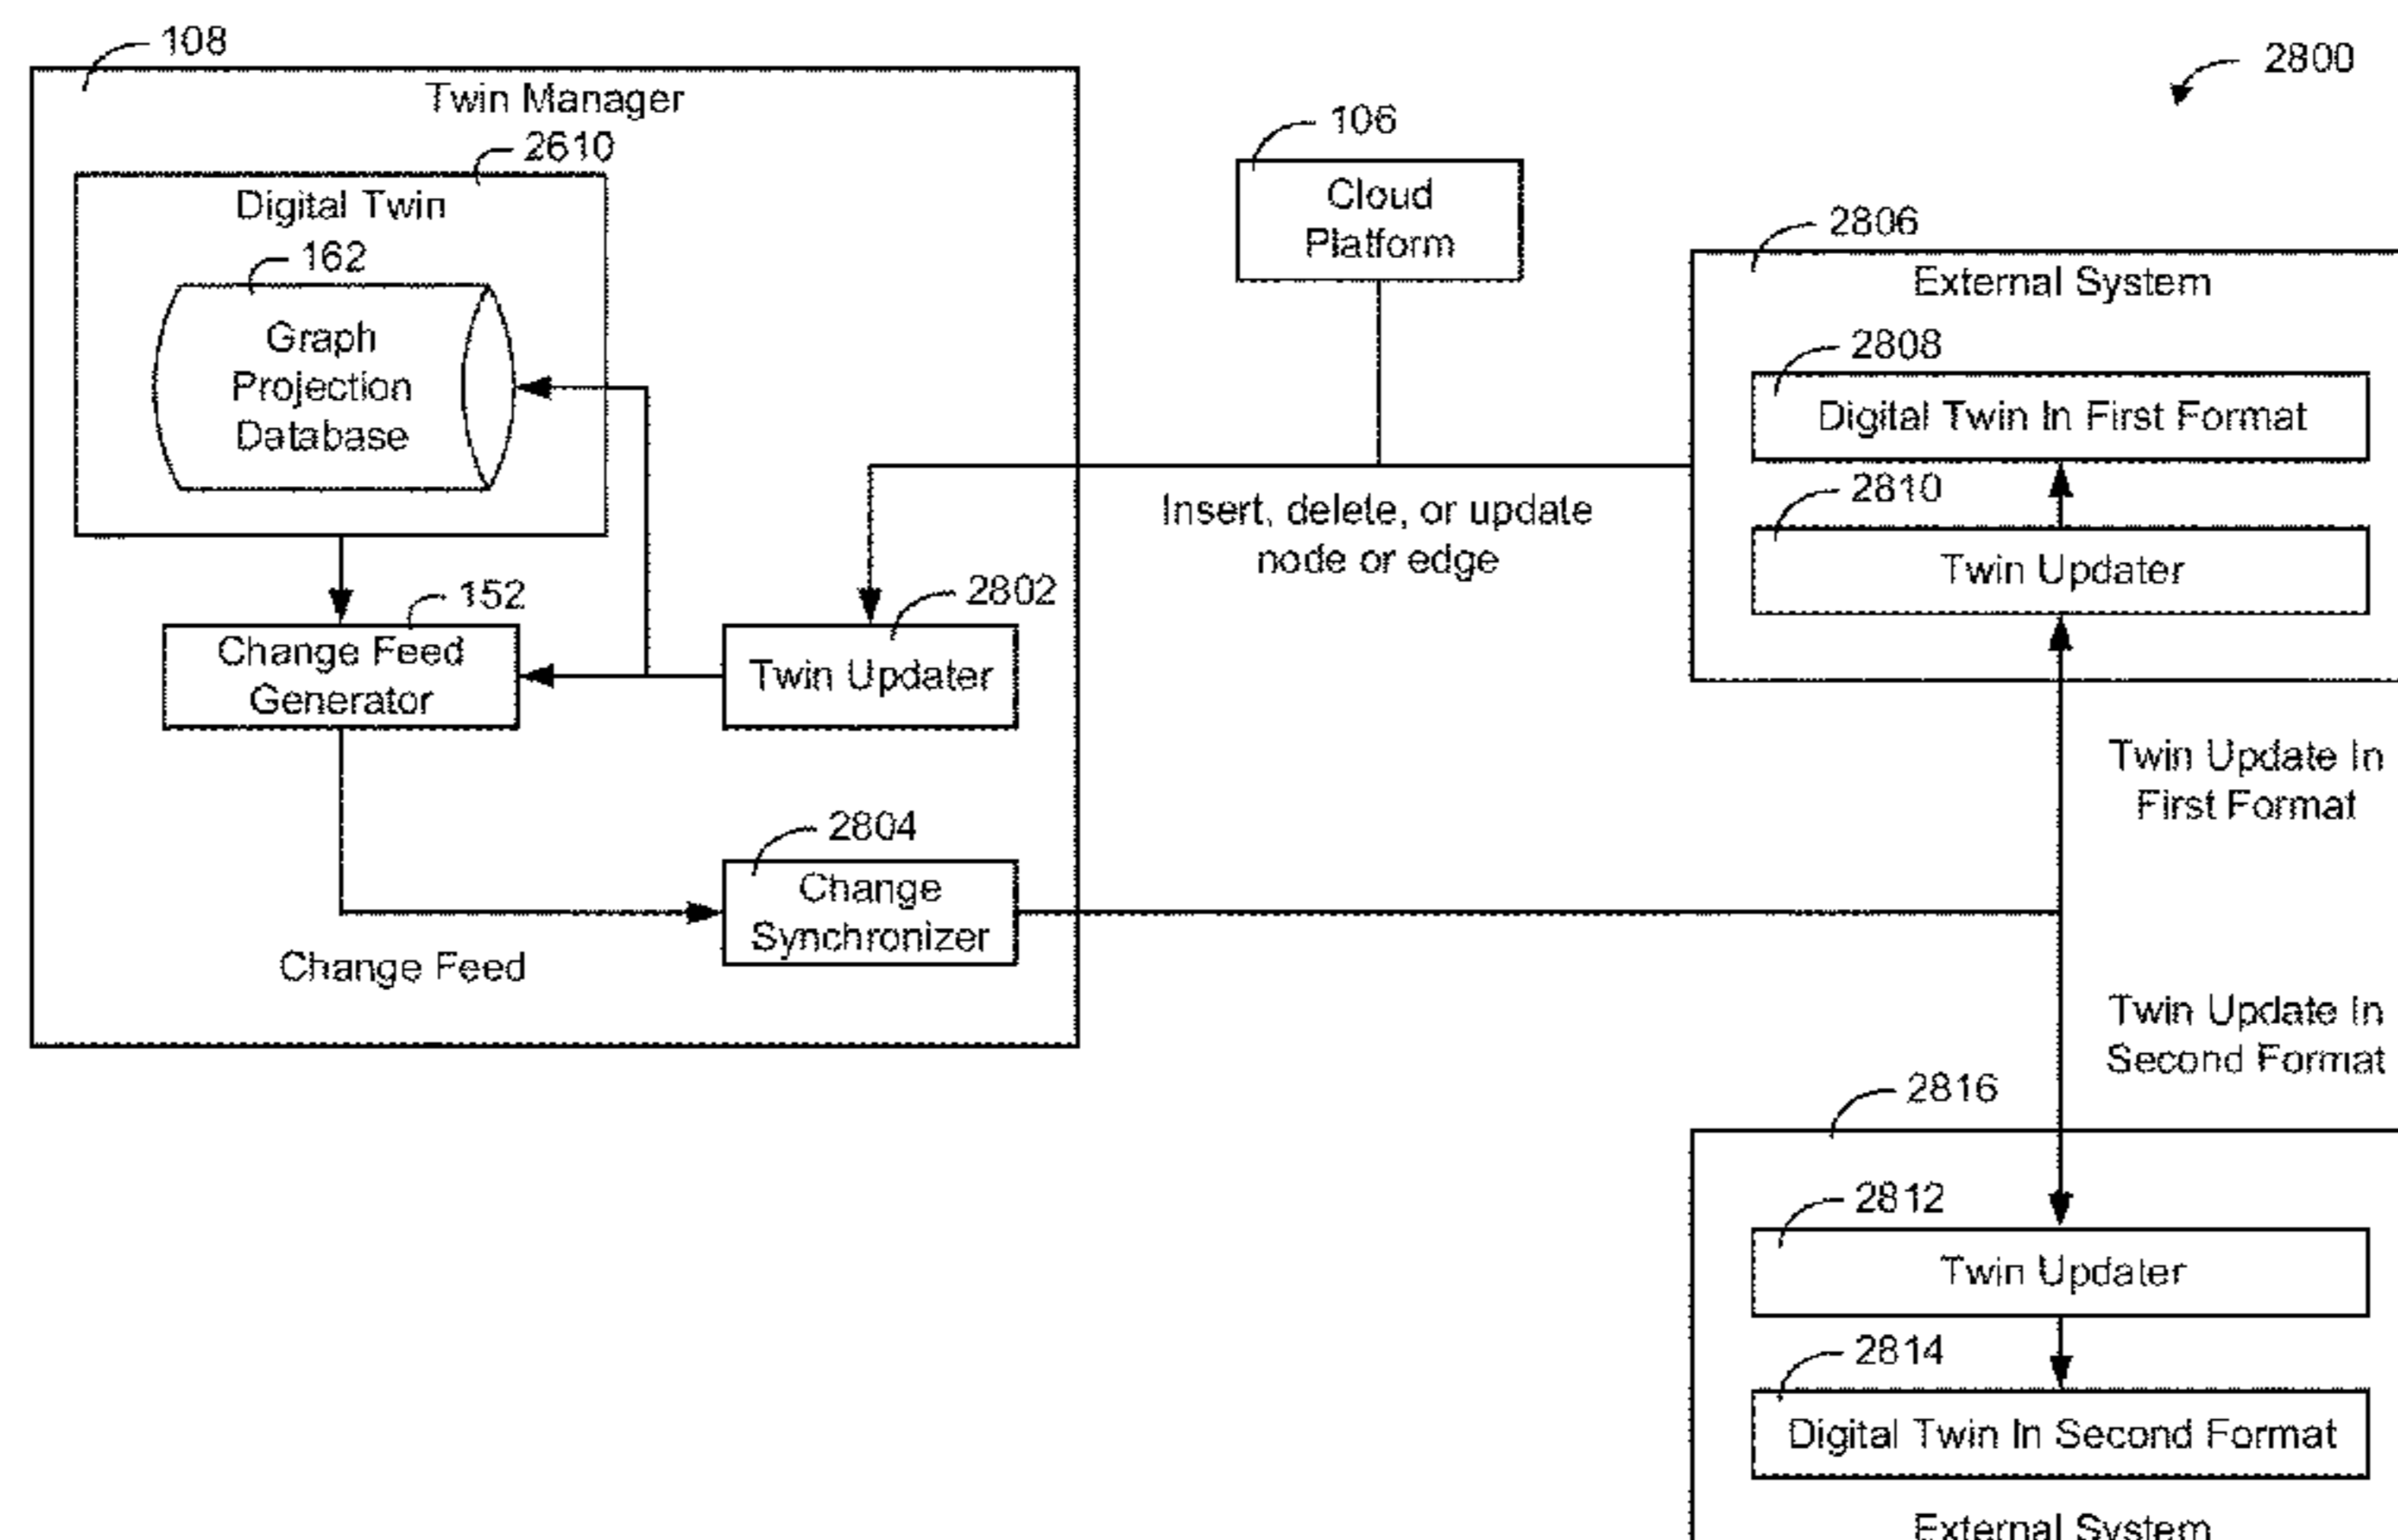 108
Twin Manager
2610
Digital Twin
162
Graph
Projection
Database
152
Change Feed
Generator
2802
Twin Updater
2804
Change
Synchronizer
Change Feed
106
Cloud
Platform
Insert, delete, or update
node or edge
2800
2806
External System
2808
Digital Twin In First Format
2810
Twin Updater
Twin Update In
First Format
Twin Update In
Second Format
2816
2812
Twin Updater
2814
Digital Twin In Second Format
External System